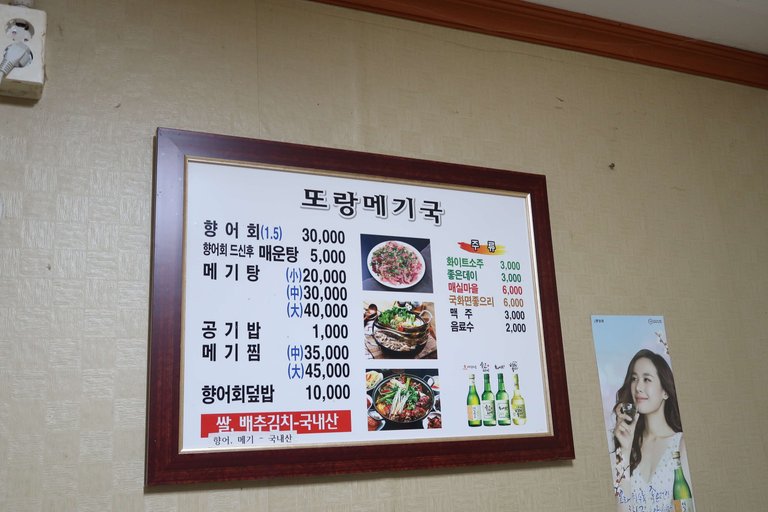 또랑메기국
향어회(1.5) 30,000
향어회 드신후 매운탕 5,000
메기탕 (小)20,000
(中)30,000
(大)40,000
공기밥 1,000
메기찜 (中)35,000
(大)45,000
향어회덮밥 10,000
쌀, 배추김치-국내산
향어, 메기 - 국내산
주류
화이트소주 3,000
좋은데이 3,000
매실마을 6,000
국화면좋으리 6,000
맥주 3,000
음료수 2,000